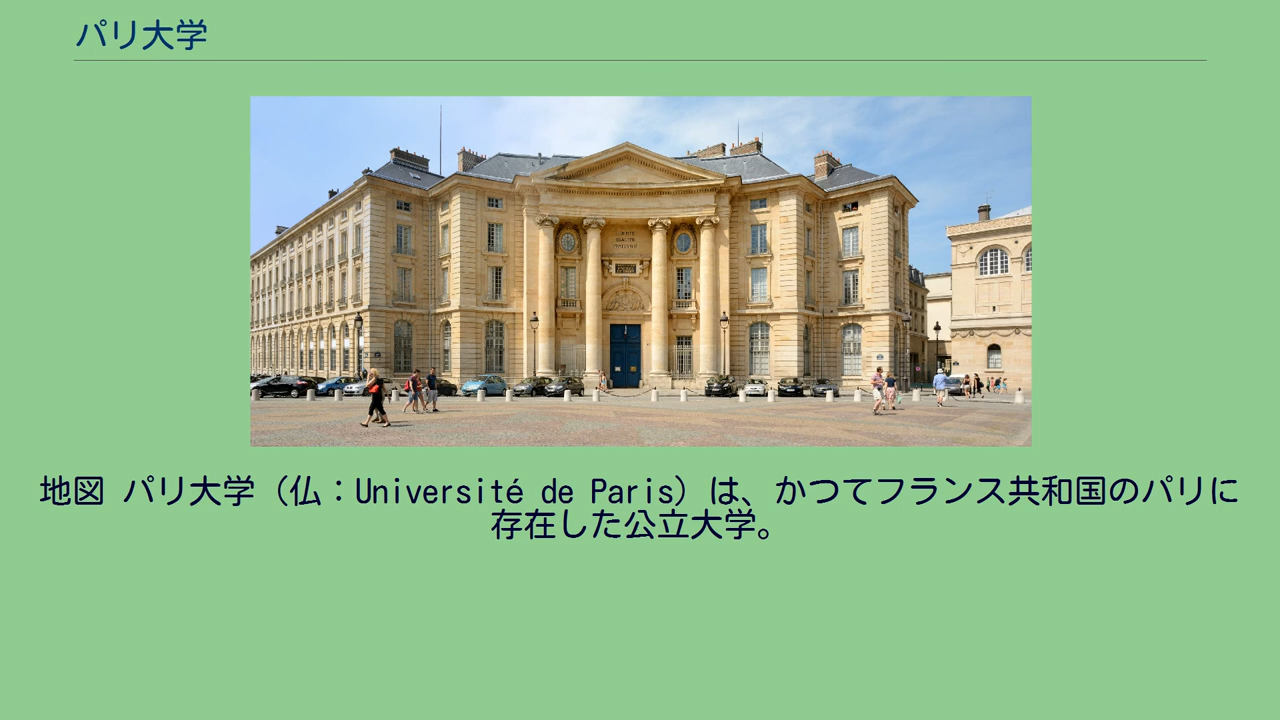 パリ大学
地図 パリ大学（仏：Université de Paris）は、かつてフランス共和国のパリに
存在した公立大学。